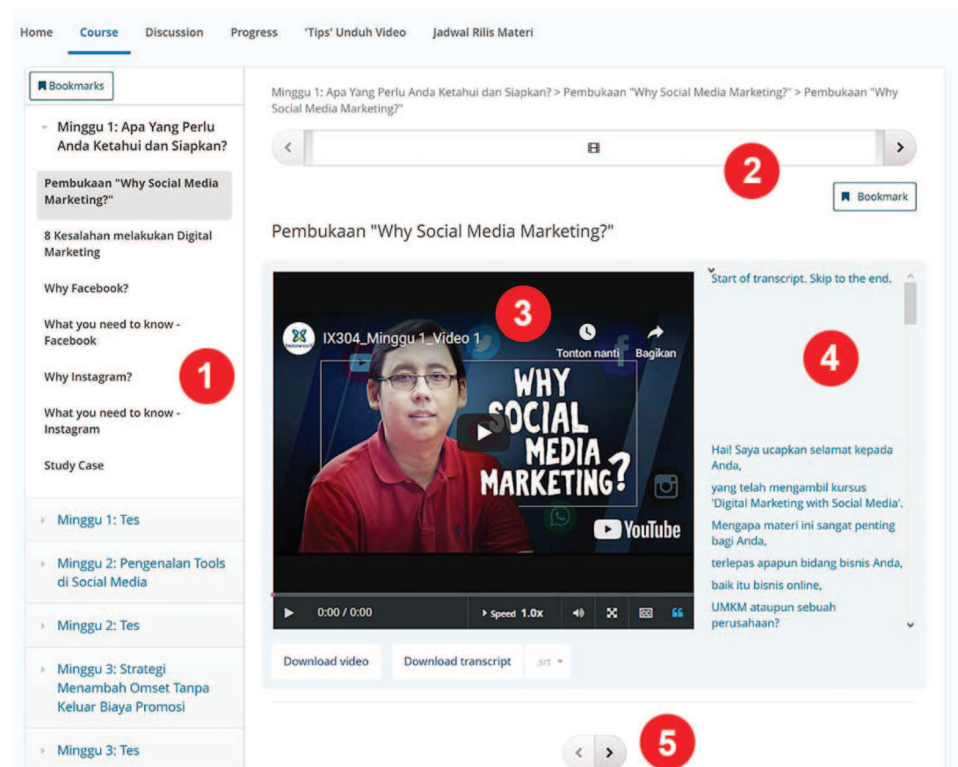 Home Course Discussion Progress 'Tips' Unduh Video Jadwal Rilis Materi
Bookmarks
Minggu 1: Apa Yang Perlu
Anda Ketahui dan Siapkan?
Pembukaan "Why Social Media
Marketing?"
8 Kesalahan melakukan Digital
Marketing
Why Facebook?
What you need to know -
Facebook
Why Instagram?
1
What you need to know -
Instagram
Study Case
Minggu 1: Tes
Minggu 2: Pengenalan Tools
di Social Media
Minggu 2: Tes
Minggu 3: Strategi
Menambah Omset Tanpa
Keluar Biaya Promosi
Minggu 3: Tes
Minggu 1: Apa Yang Perlu Anda Ketahui dan Siapkan? > Pembukaan "Why Social Media Marketing?" > Pembukaan "Why
Social Media Marketing?"
2
Bookmark
Pembukaan "Why Social Media Marketing?"
IX304_Minggu 1_Video 1
3
Tonton nanti Bagikan
WHY
SOCIAL
MEDIA
MARKETING?
YouTube
0:00 / 0:00 Speed 1.0x
Start of transcript. Skip to the end.
4
Hai! Saya ucapkan selamat kepada
Anda,
yang telah mengambil kursus
'Digital Marketing with Social Media'.
Mengapa materi ini sangat penting
bagi Anda,
terlepas apapun bidang bisnis Anda,
baik itu bisnis online,
UMKM ataupun sebuah
perusahaan?
Download video Download transcript .srt
5